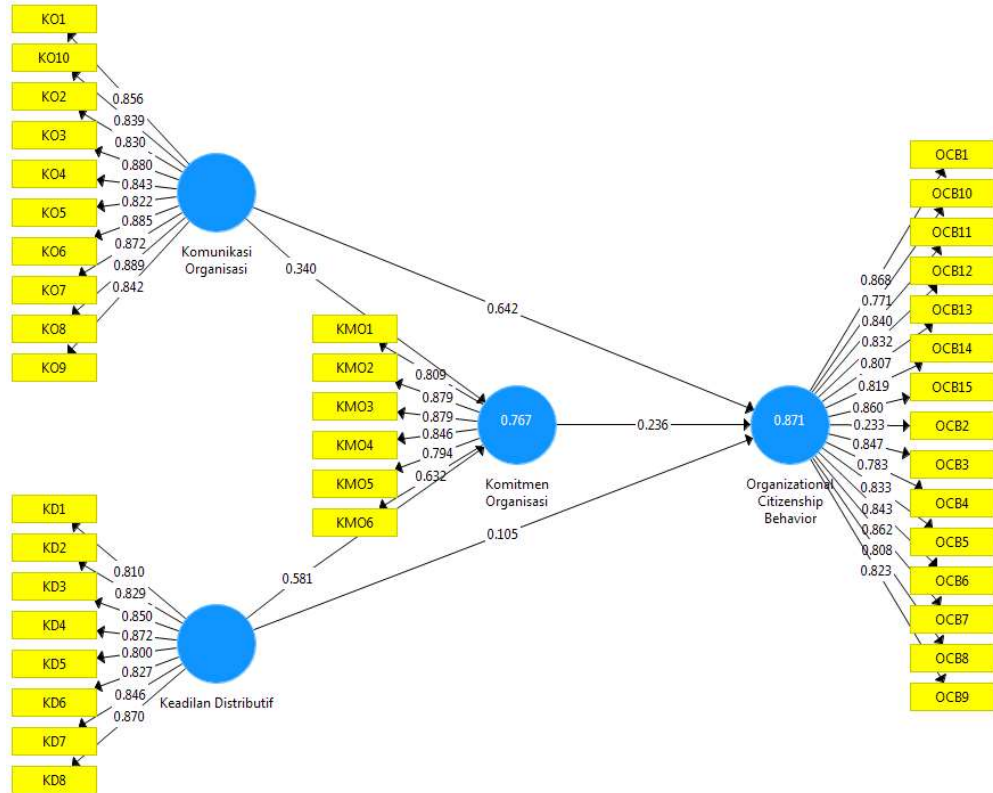 KO1
KO10
KO2
KO3
KO4
KO5
KO6
KO7
KO8
KO9
0.856
0.839
0.830
0.880
0.843
0.822
0.885
0.872
0.889
0.842
Komunikasi
Organisasi
0.340
0.642
KMO1
KMO2
KMO3
KMO4
KMO5
KMO6
0.809
0.879
0.879
0.846
0.794
0.632
0.767
Komitmen
Organisasi
0.236
KD1
KD2
KD3
KD4
KD5
KD6
KD7
KD8
0.810
0.829
0.850
0.872
0.800
0.827
0.846
0.870
Keadilan Distributif
0.581
0.105
0.871
Organizational
Citizenship
Behavior
0.868
0.771
0.840
0.832
0.807
0.819
0.860
0.233
0.847
0.783
0.833
0.843
0.862
0.808
0.823
OCB1
OCB10
OCB11
OCB12
OCB13
OCB14
OCB15
OCB2
OCB3
OCB4
OCB5
OCB6
OCB7
OCB8
OCB9